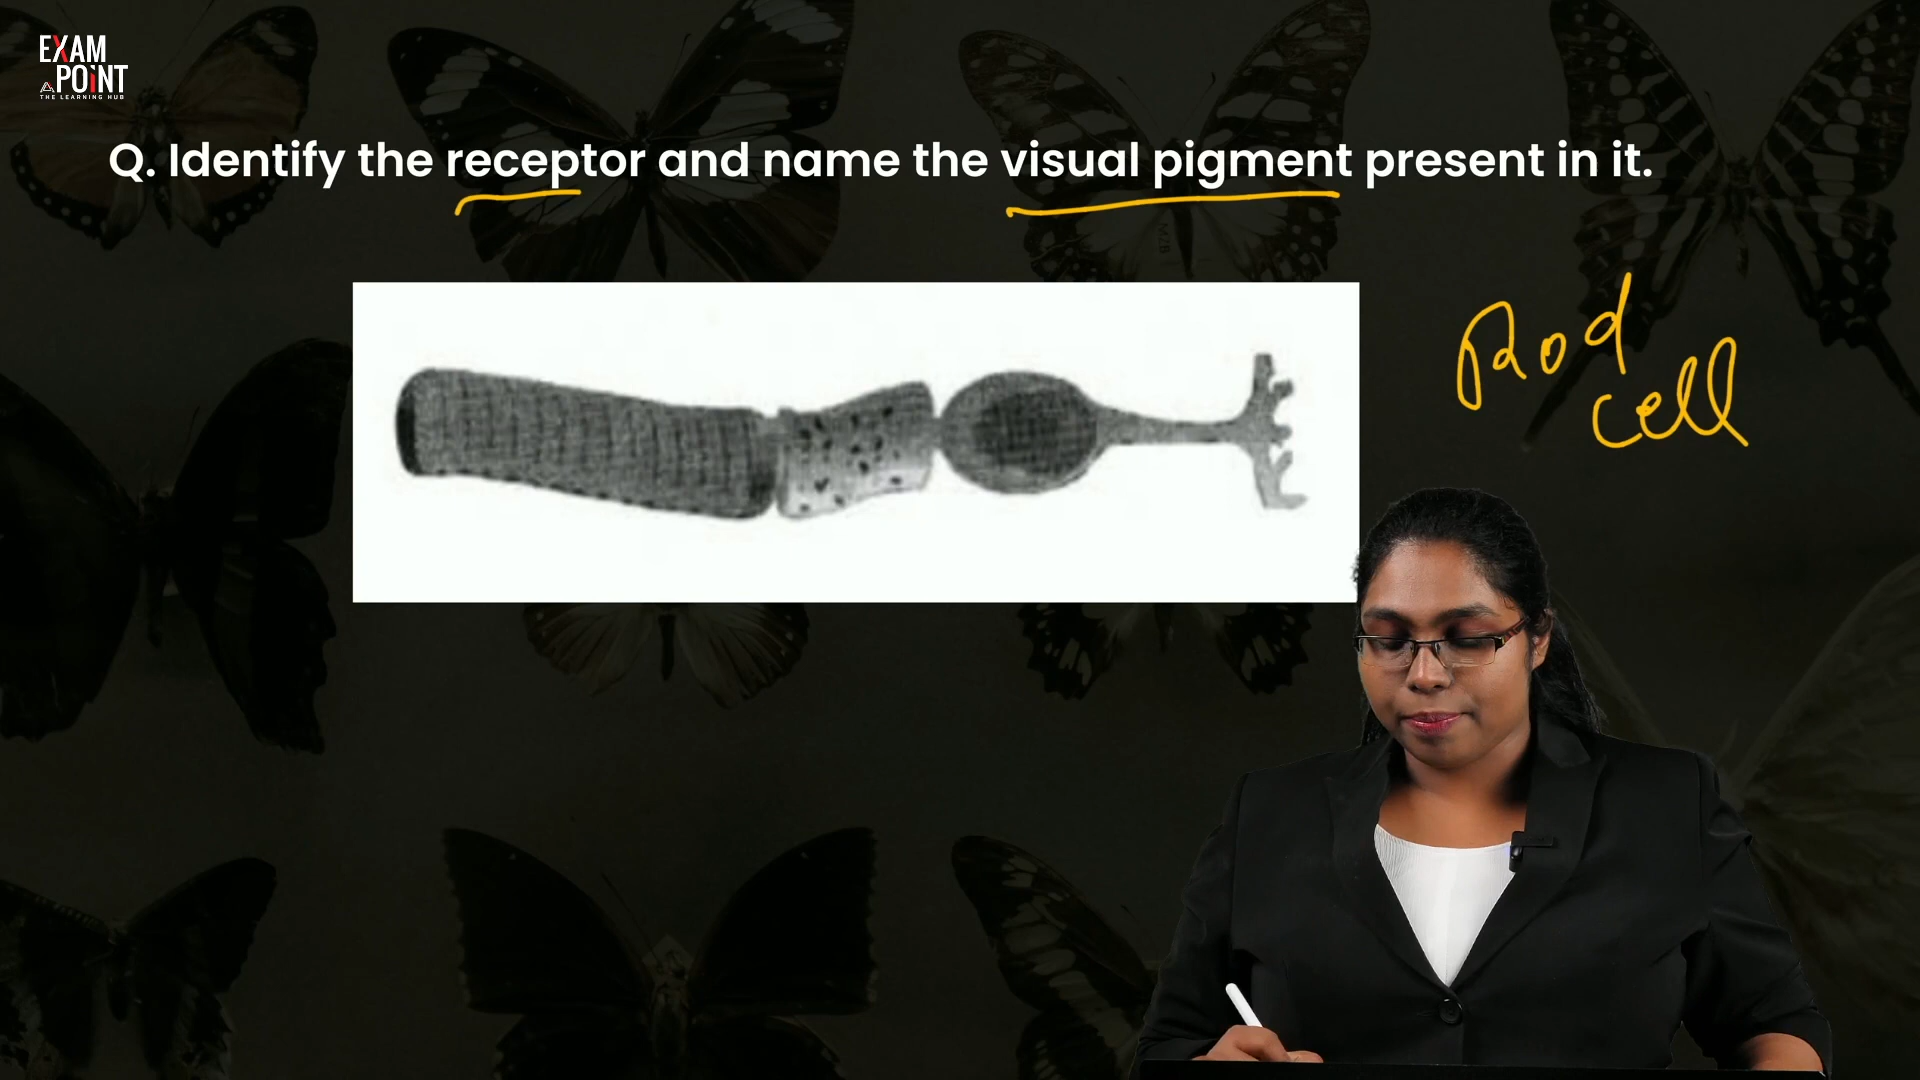 EXAM
POINT
THE LEARNING HUB
Q. Identify the receptor and name the visual pigment present in it.
Rod
cell